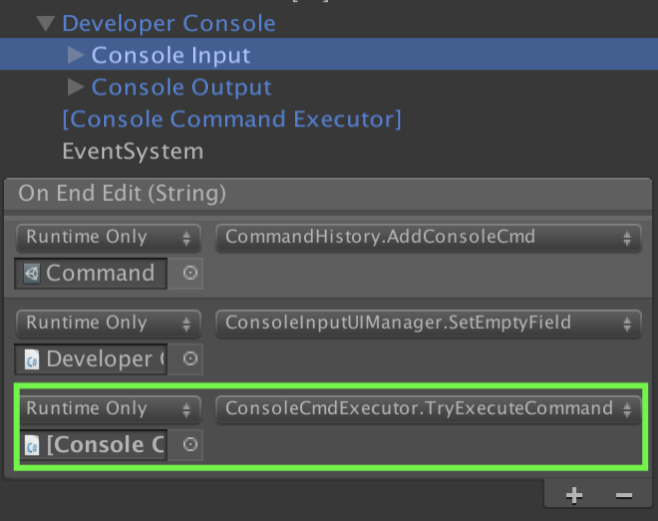 Developer Console
Console Input
Console Output
[Console Command Executor]
EventSystem
On End Edit (String)
Runtime Only CommandHistory.AddConsoleCmd
Command
Runtime Only ConsoleInputUIManager.SetEmptyField
Developer (
Runtime Only ConsoleCmdExecutor.TryExecuteCommand
[Console C
+ −